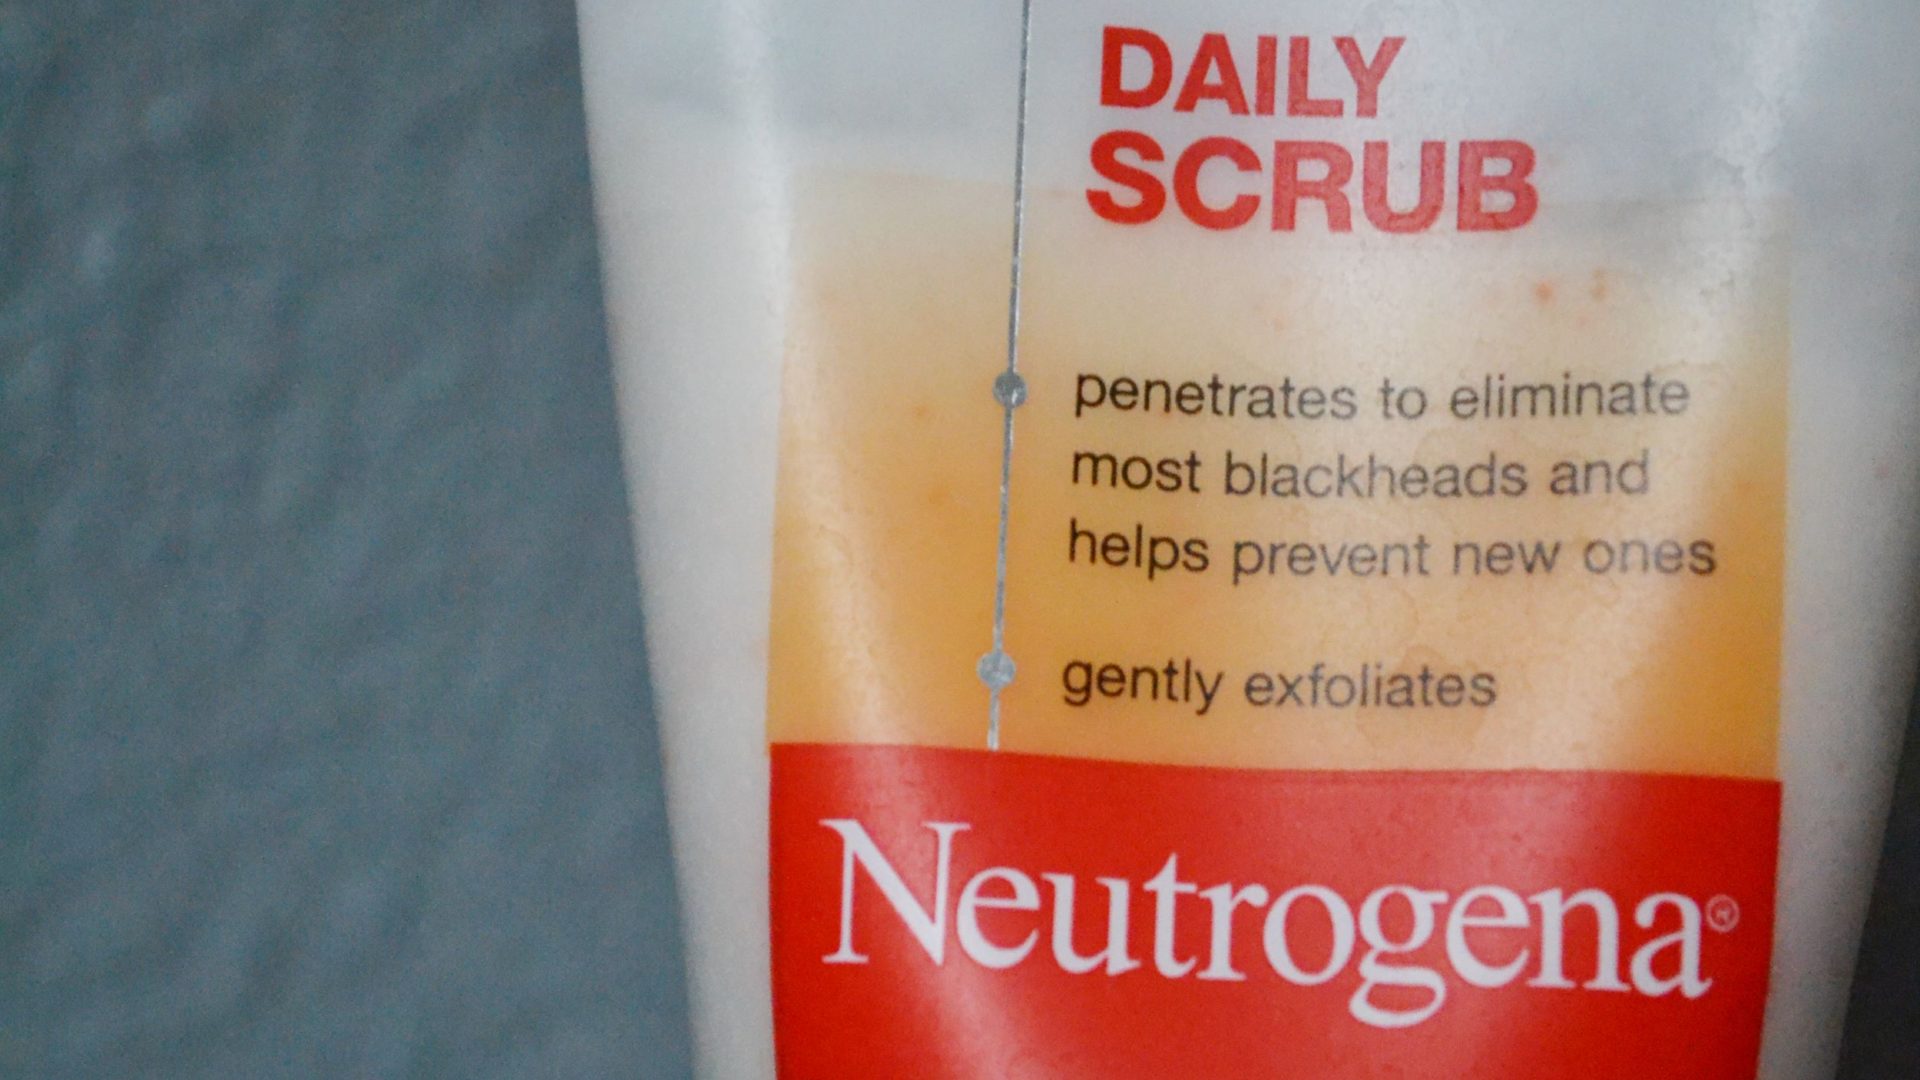 DAILY
SCRUB
penetrates to eliminate
most blackheads and
helps prevent new ones
gently exfoliates
Neutrogena®